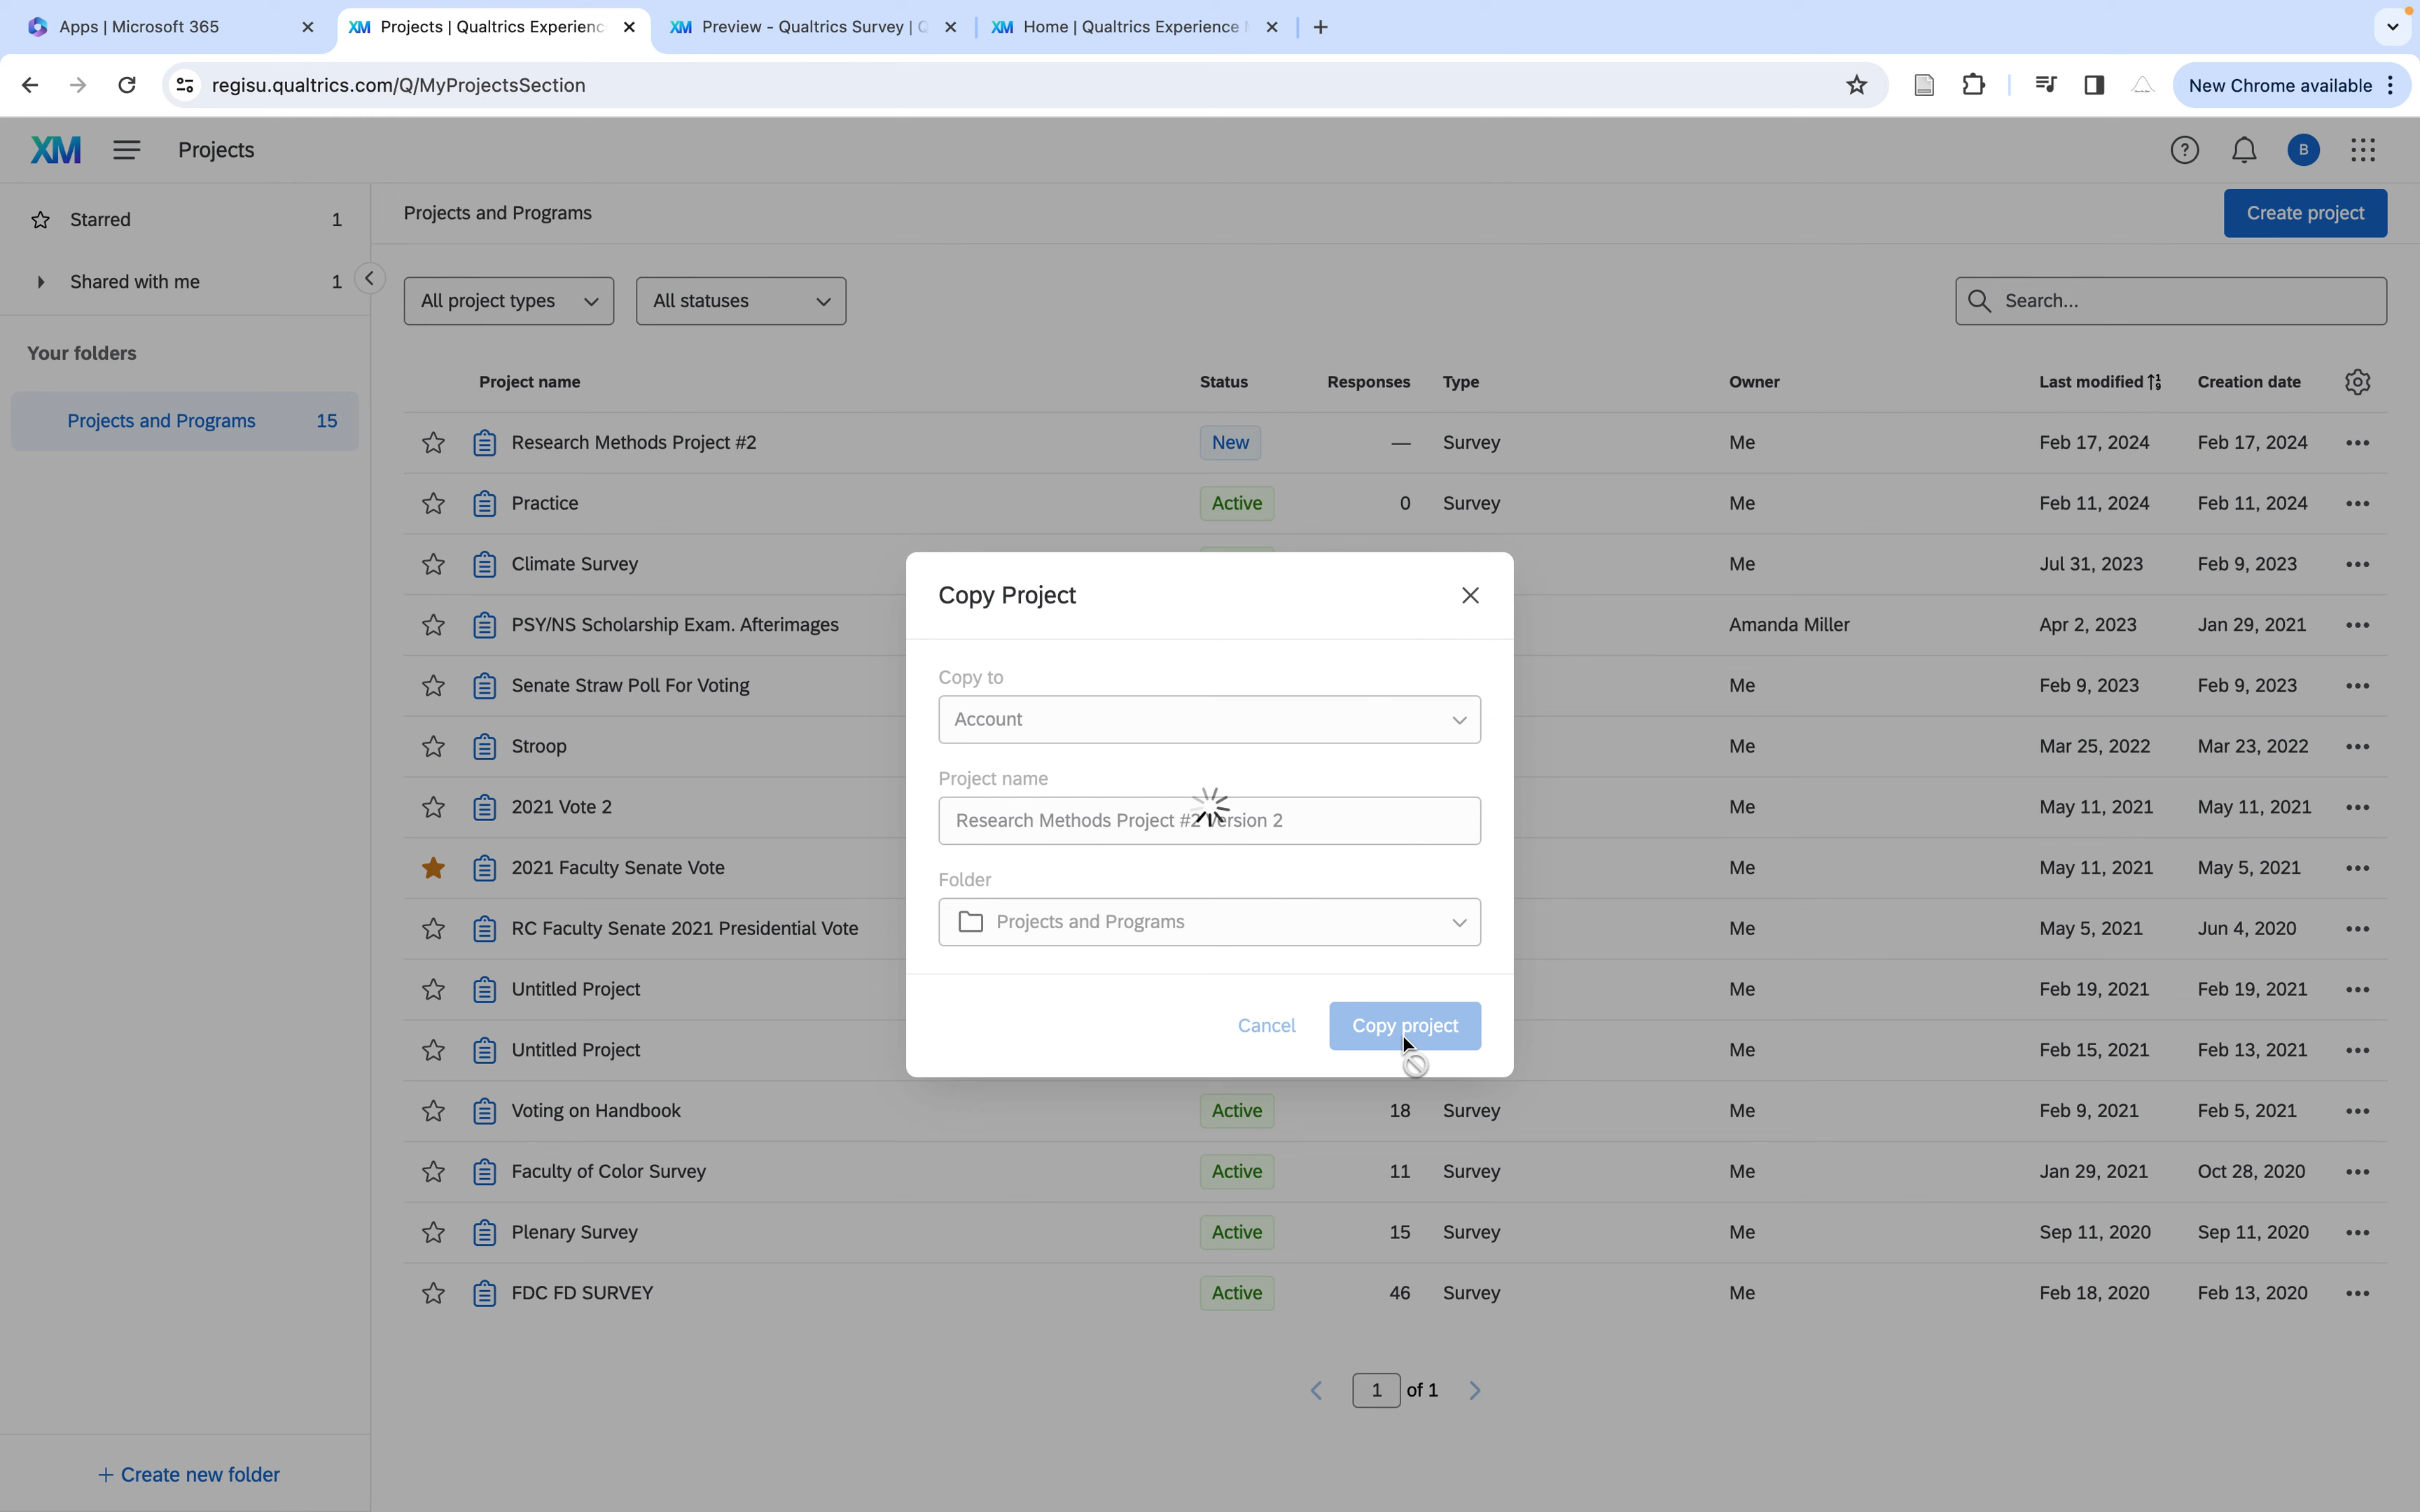 Apps | Microsoft 365
Projects | Qualtrics Experienc
Preview - Qualtrics Survey | Q
Home | Qualtrics Experience
regisu.qualtrics.com/Q/MyProjectsSection
New Chrome available
XM Projects B
Starred 1
Shared with me 1
Your folders
Projects and Programs 15
+ Create new folder
Projects and Programs
Create project
All project types All statuses Search...
Project name Status Responses Type Owner Last modified Creation date
Research Methods Project #2 New — Survey Me Feb 17, 2024 Feb 17, 2024
Practice Active 0 Survey Me Feb 11, 2024 Feb 11, 2024
Climate Survey Me Jul 31, 2023 Feb 9, 2023
PSY/NS Scholarship Exam. Afterimages Amanda Miller Apr 2, 2023 Jan 29, 2021
Senate Straw Poll For Voting Me Feb 9, 2023 Feb 9, 2023
Stroop Me Mar 25, 2022 Mar 23, 2022
2021 Vote 2 Me May 11, 2021 May 11, 2021
2021 Faculty Senate Vote Me May 11, 2021 May 5, 2021
RC Faculty Senate 2021 Presidential Vote Me May 5, 2021 Jun 4, 2020
Untitled Project Me Feb 19, 2021 Feb 19, 2021
Untitled Project Me Feb 15, 2021 Feb 13, 2021
Voting on Handbook Active 18 Survey Me Feb 9, 2021 Feb 5, 2021
Faculty of Color Survey Active 11 Survey Me Jan 29, 2021 Oct 28, 2020
Plenary Survey Active 15 Survey Me Sep 11, 2020 Sep 11, 2020
FDC FD SURVEY Active 46 Survey Me Feb 18, 2020 Feb 13, 2020
1 of 1
Copy Project
Copy to
Account
Project name
Research Methods Project #2 Version 2
Folder
Projects and Programs
Cancel Copy project